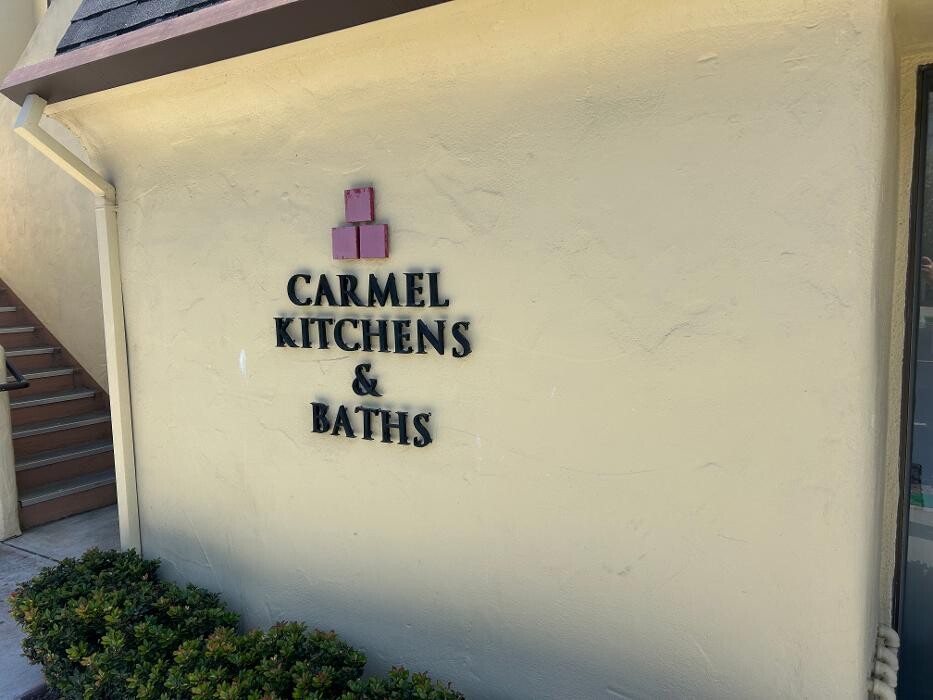 CARMEL
KITCHENS
&
BATHS